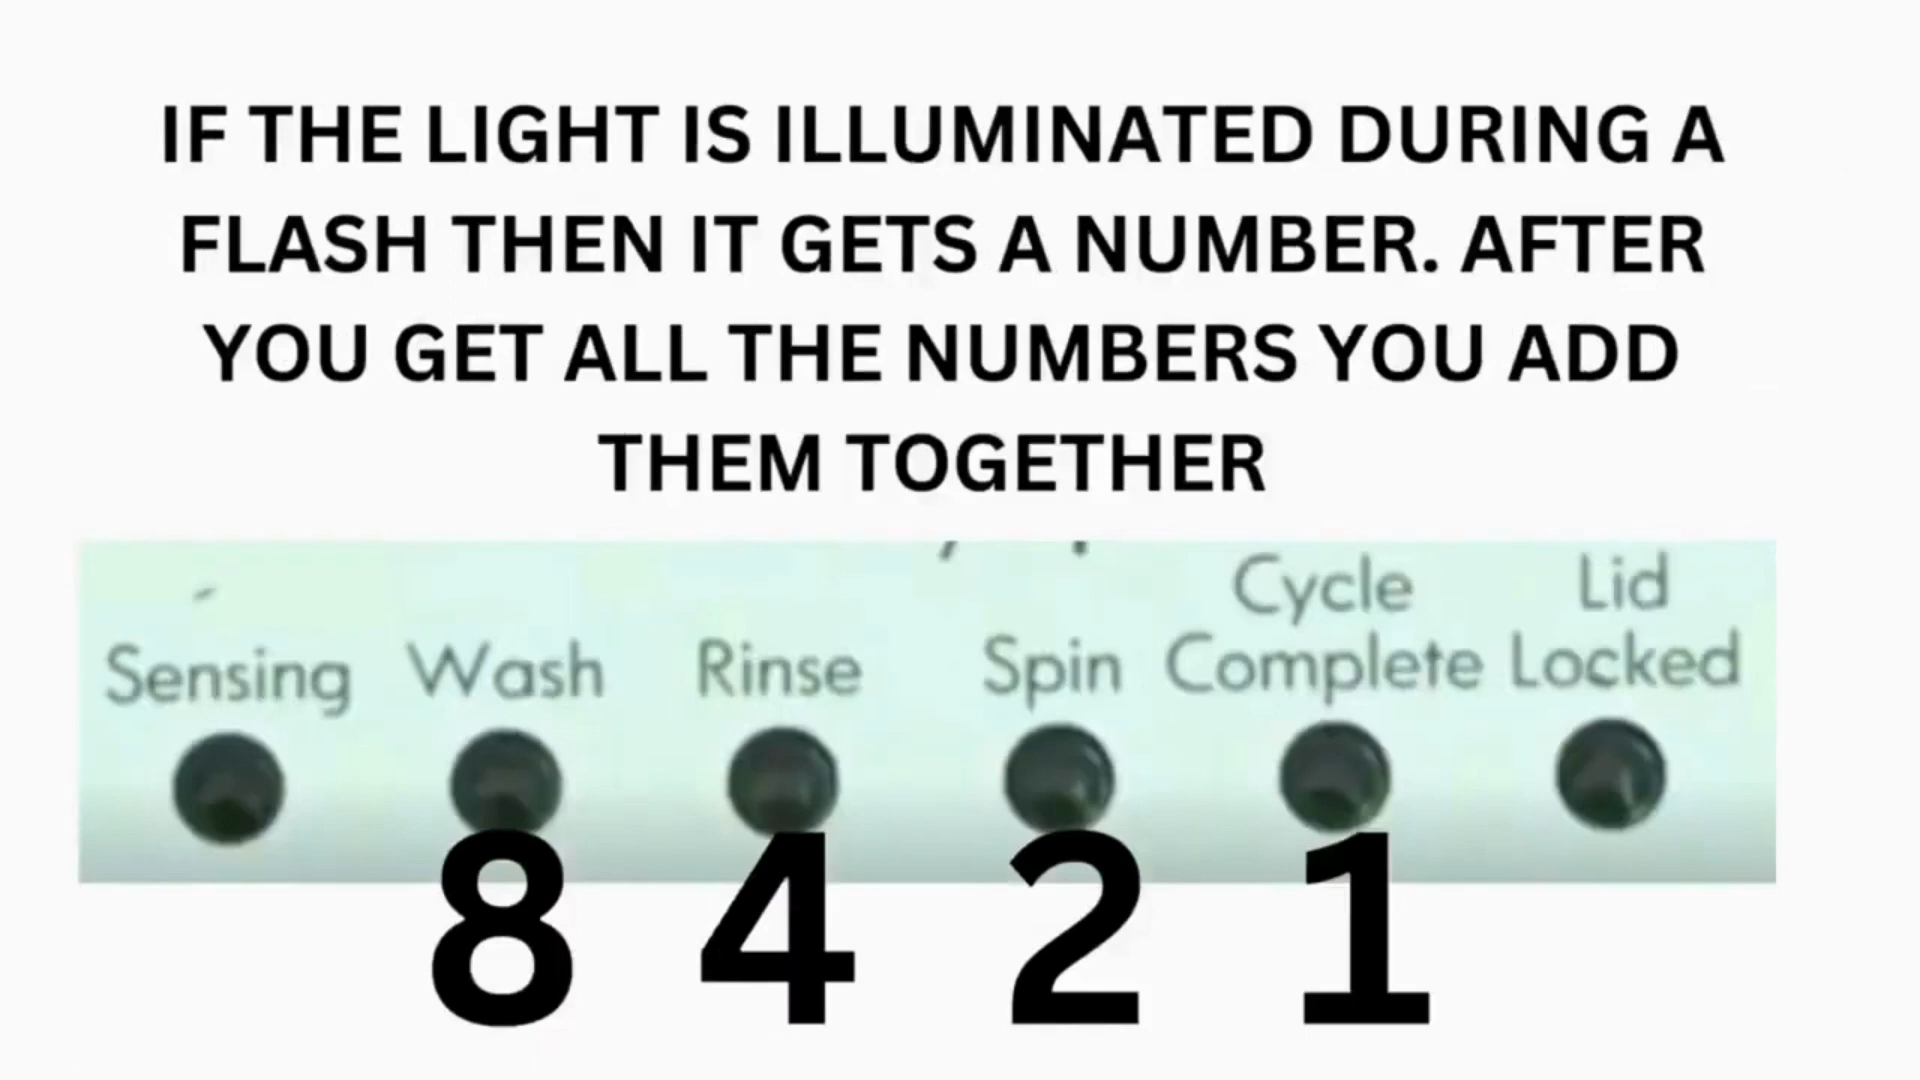 IF THE LIGHT IS ILLUMINATED DURING A
FLASH THEN IT GETS A NUMBER. AFTER
YOU GET ALL THE NUMBERS YOU ADD
THEM TOGETHER
Sensing Wash Rinse Spin Cycle Complete Lid Locked
8 4 2 1